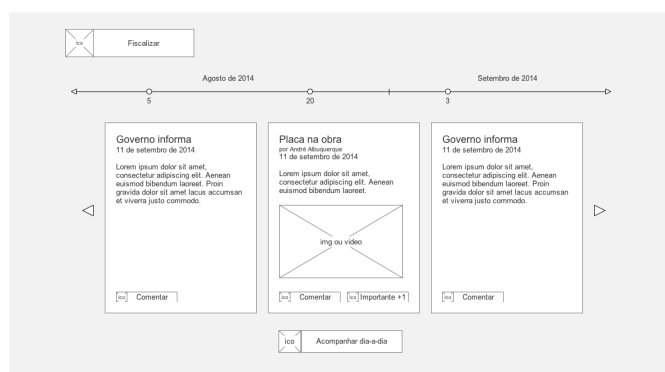 ico Fiscalizar
Agosto de 2014 Setembro de 2014
5 20 3
Governo informa
11 de setembro de 2014
Lorem ipsum dolor sit amet,
consectetur adipiscing elit. Aenean
euismod bibendum laoreet. Proin
gravida dolor sit amet lacus accumsan
et viverra justo commodo.
ico Comentar
Placa na obra
por André Albuquerque
11 de setembro de 2014
Lorem ipsum dolor sit amet,
consectetur adipiscing elit. Aenean
euismod bibendum laoreet.
img ou video
ico Comentar ico Importante +1
Governo informa
11 de setembro de 2014
Lorem ipsum dolor sit amet,
consectetur adipiscing elit. Aenean
euismod bibendum laoreet. Proin
gravida dolor sit amet lacus accumsan
et viverra justo commodo.
ico Comentar
ico Acompanhar dia-a-dia